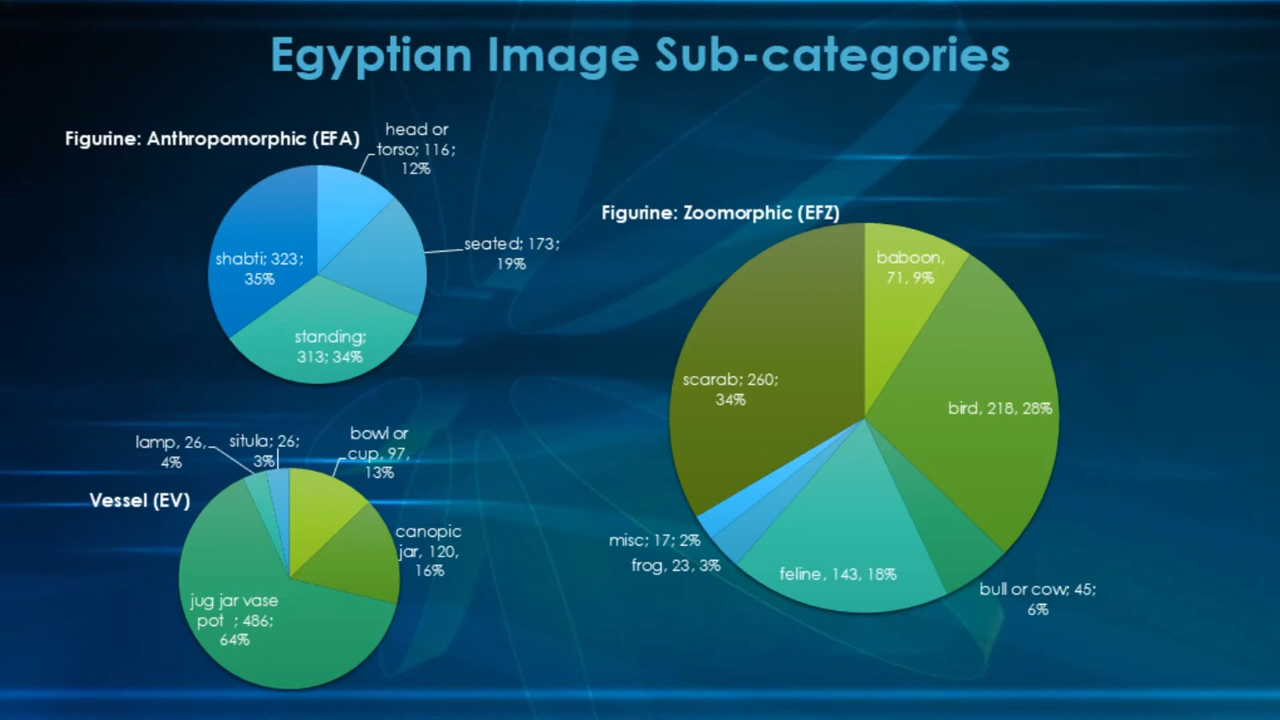 Egyptian Image Sub-categories
Figurine: Anthropomorphic (EFA)
head or
torso; 116;
12%
seated; 173;
19%
standing;
313; 34%
shabti; 323;
35%
Vessel (EV)
lamp, 26,
4%
situla; 26;
3%
bowl or
cup, 97,
13%
canopic
jar, 120,
16%
jug jar vase
pot ; 486;
64%
Figurine: Zoomorphic (EFZ)
baboon,
71, 9%
bird, 218, 28%
bull or cow; 45;
6%
feline, 143, 18%
frog, 23, 3%
misc; 17; 2%
scarab; 260;
34%